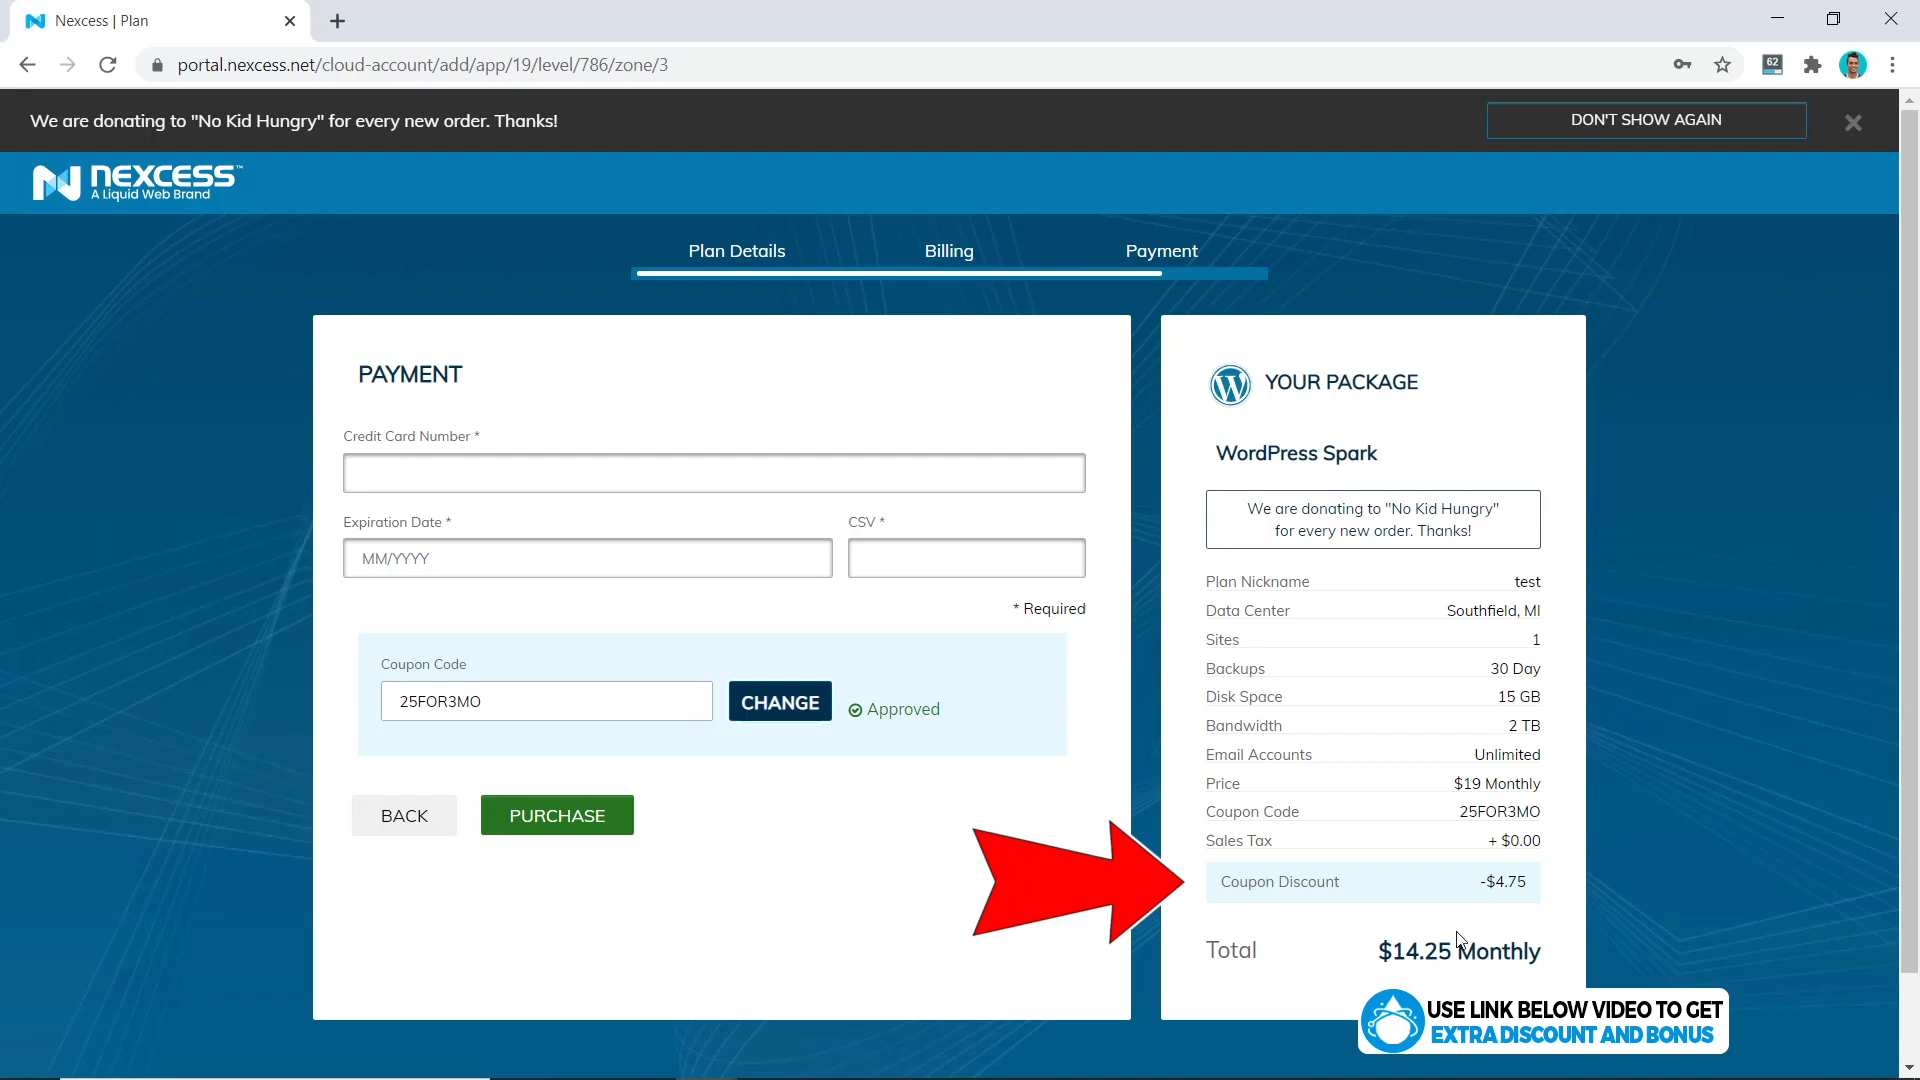 Nexcess | Plan
portal.nexcess.net/cloud-account/add/app/19/level/786/zone/3
62
We are donating to "No Kid Hungry" for every new order. Thanks!
DON'T SHOW AGAIN
NEXCESS™
A Liquid Web Brand
Plan Details
Billing
Payment
PAYMENT
Credit Card Number *
Expiration Date *
CSV *
MM/YYYY
* Required
Coupon Code
25FOR3MO
CHANGE
Approved
BACK
PURCHASE
YOUR PACKAGE
WordPress Spark
We are donating to "No Kid Hungry"
for every new order. Thanks!
Plan Nickname test
Data Center Southfield, MI
Sites 1
Backups 30 Day
Disk Space 15 GB
Bandwidth 2 TB
Email Accounts Unlimited
Price $19 Monthly
Coupon Code 25FOR3MO
Sales Tax + $0.00
Coupon Discount -$4.75
Total $14.25 Monthly
USE LINK BELOW VIDEO TO GET
EXTRA DISCOUNT AND BONUS